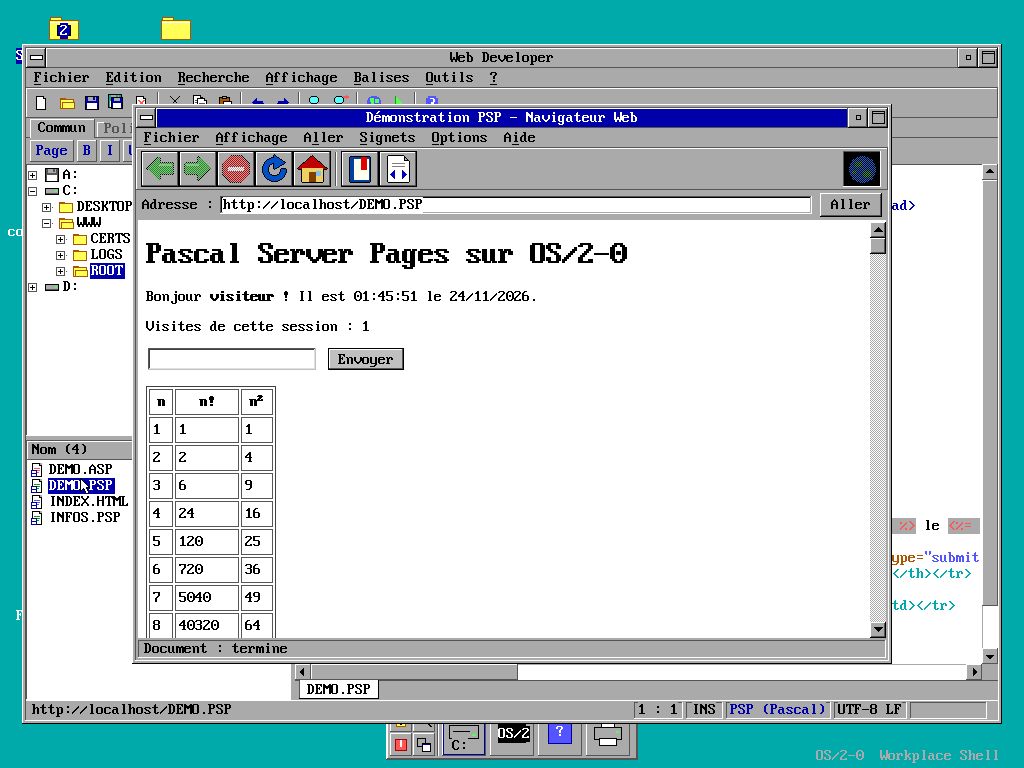 2
Web Developer
Fichier Edition Recherche Affichage Balises Outils ?
Commun
Page B I
Démonstration PSP - Navigateur Web
Fichier Affichage Aller Signets Options Aide
Adresse : http://localhost/DEMO.PSP Aller
A:
C:
DESKTOP
WWW
CERTS
LOGS
ROOT
D:
ad>
Pascal Server Pages sur OS/2-0
Bonjour visiteur ! Il est 01:45:51 le 24/11/2026.
Visites de cette session : 1
Envoyer
n n! n²
1 1 1
2 2 4
3 6 9
4 24 16
5 120 25
6 720 36
7 5040 49
8 40320 64
Nom (4)
DEMO.ASP
DEMO.PSP
INDEX.HTML
INFOS.PSP
%> le <%=
ype="submit
</th></tr>
td></tr>
Document : termine
DEMO.PSP
http://localhost/DEMO.PSP 1 : 1 INS PSP (Pascal) UTF-8 LF
C:
OS/2
?
OS/2-0 Workplace Shell